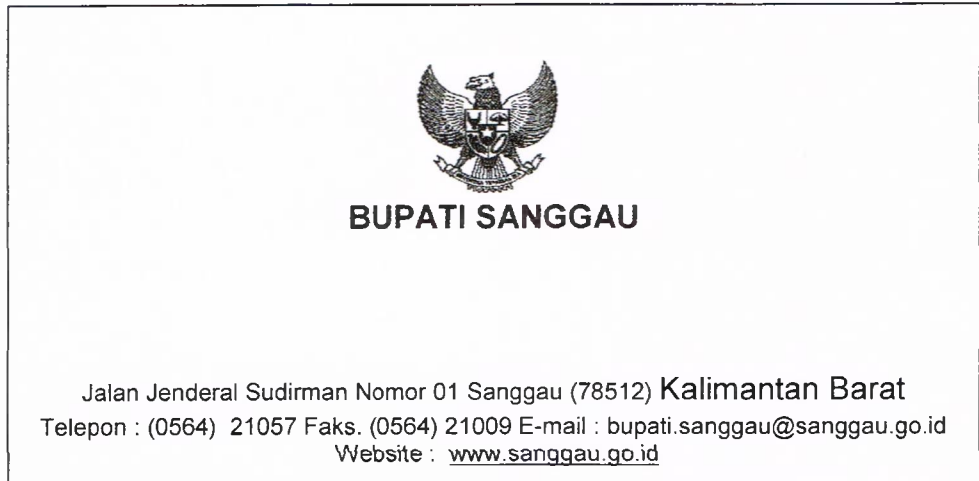 BUPATI SANGGAU
Jalan Jenderal Sudirman Nomor 01 Sanggau (78512) Kalimantan Barat
Telepon : (0564) 21057 Faks. (0564) 21009 E-mail : bupati.sanggau@sanggau.go.id
Website : www.sanggau.go.id